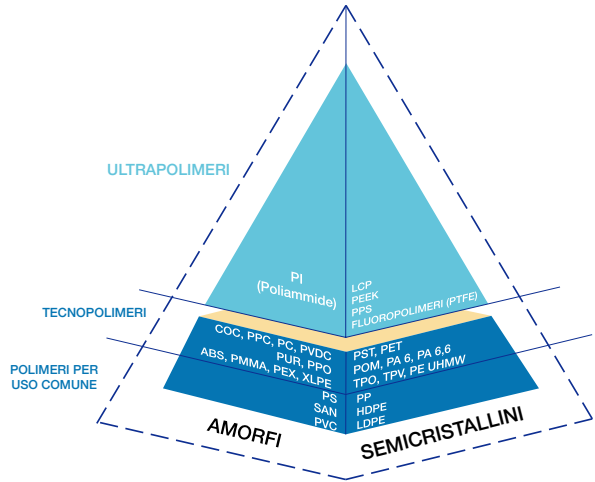 ULTRAPOLIMERI
PI
(Poliammide)
LCP
PEEK
PPS
FLUOROPOLIMERI (PTFE)
TECNOPOLIMERI
COC, PPC, PC, PVDC
PUR, PPO
ABS, PMMA, PEX, XLPE
PST, PET
POM, PA 6, PA 6,6
TPO, TPV, PE UHMW
POLIMERI PER
USO COMUNE
PS
SAN
PVC
PP
HDPE
LDPE
AMORFI
SEMICRISTALLINI